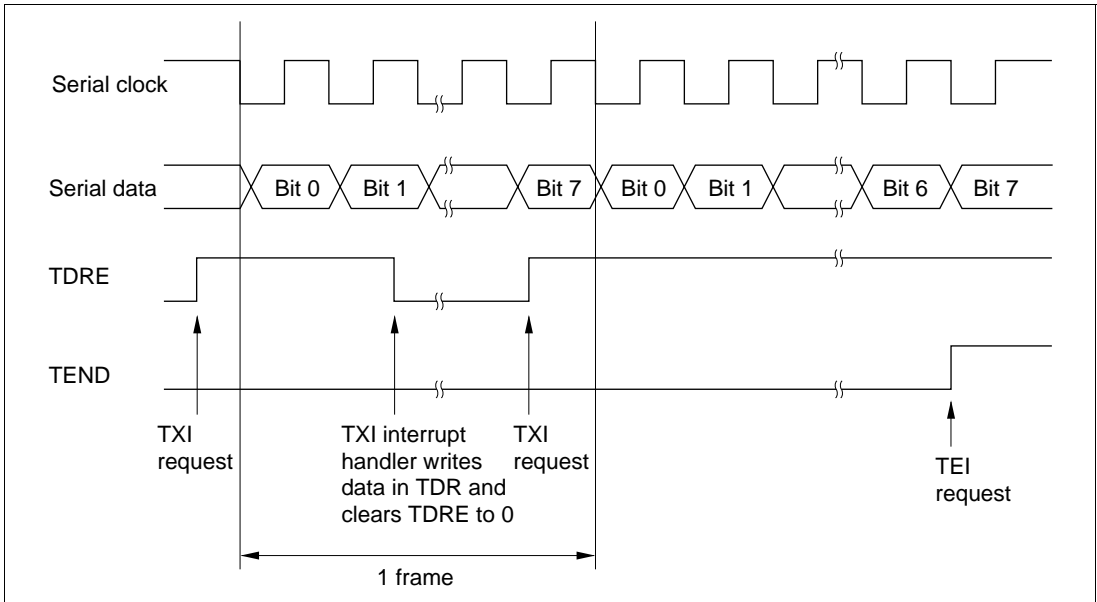 Serial clock
Serial data
Bit 0
Bit 1
Bit 7
Bit 0
Bit 1
Bit 6
Bit 7
TDRE
TEND
TXI
request
TXI interrupt
handler writes
data in TDR and
clears TDRE to 0
TXI
request
TEI
request
1 frame